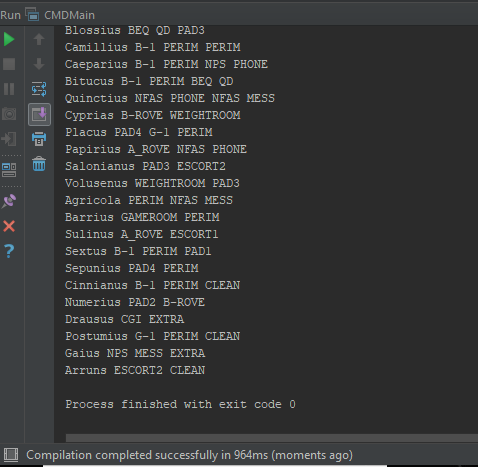 Run CMDMain
Blossius BEQ QD PAD3
Camillius B-1 PERIM PERIM
Caeparius B-1 PERIM NPS PHONE
Bitucus B-1 PERIM BEQ QD
Quinctius NFAS PHONE NFAS MESS
Cyprias B-ROVE WEIGHTROOM
Placus PAD4 G-1 PERIM
Papirius A_ROVE NFAS PHONE
Salonianus PAD3 ESCORT2
Volusenus WEIGHTROOM PAD3
Agricola PERIM NFAS MESS
Barrius GAMEROOM PERIM
Sulinus A_ROVE ESCORT1
Sextus B-1 PERIM PAD1
Sepunius PAD4 PERIM
Cinnianus B-1 PERIM CLEAN
Numerius PAD2 B-ROVE
Drausus CGI EXTRA
Postumius G-1 PERIM CLEAN
Gaius NPS MESS EXTRA
Arruns ESCORT2 CLEAN
Process finished with exit code 0
Compilation completed successfully in 964ms (moments ago)